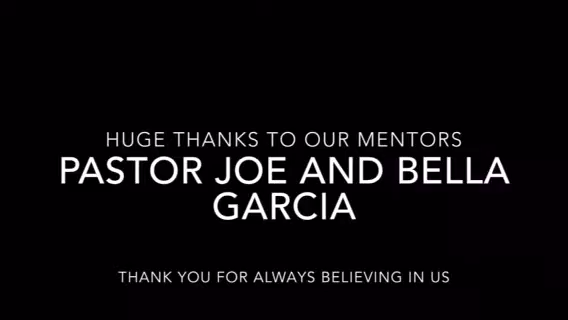 HUGE THANKS TO OUR MENTORS
PASTOR JOE AND BELLA
GARCIA
THANK YOU FOR ALWAYS BELIEVING IN US